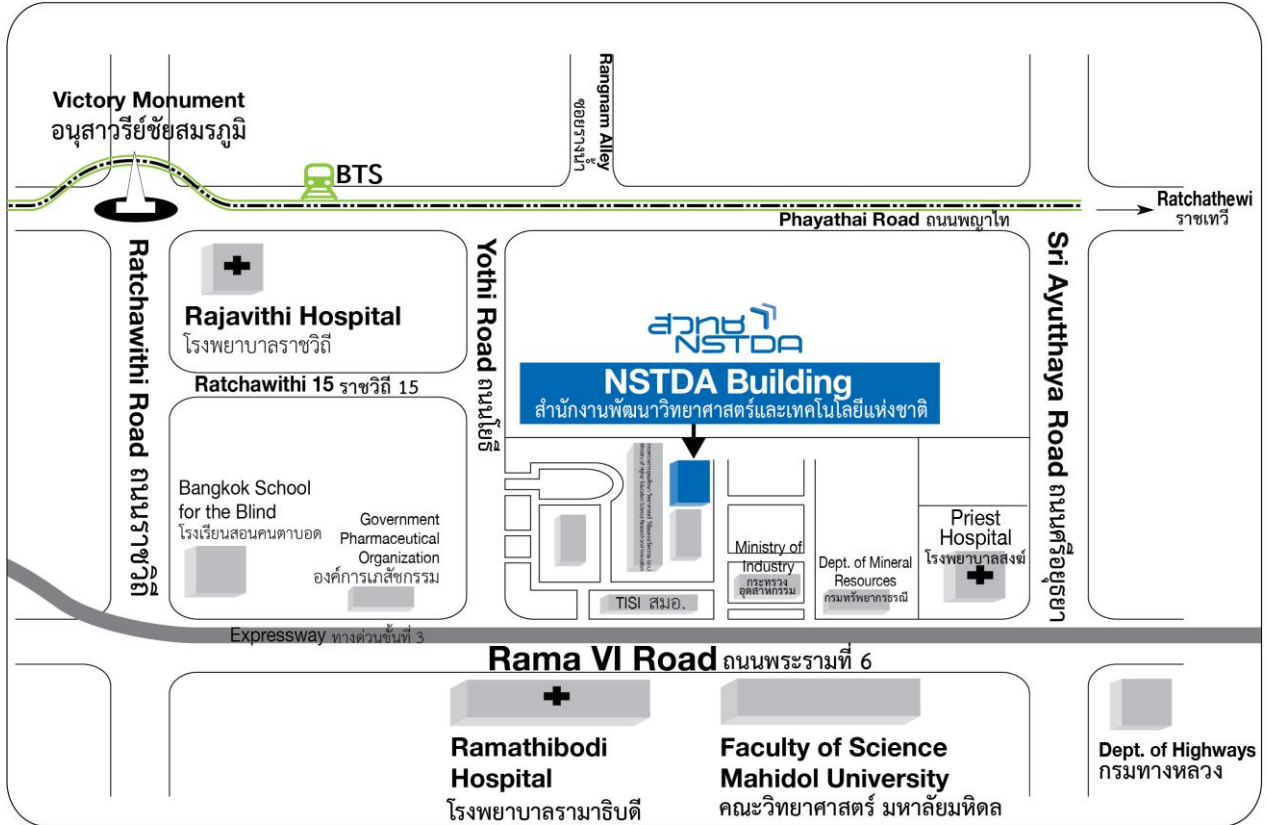 Victory Monument
อนุสาวรีย์ชัยสมรภูมิ
BTS
Rangnam Alley
ซอยรางน้ำ
Phayathai Road ถนนพญาไท
Ratchathewi
ราชเทวี
Ratchawithi Road ถนนราชวิถี
Rajavithi Hospital
โรงพยาบาลราชวิถี
Ratchawithi 15 ราชวิถี 15
Yothi Road ถนนโยธี
สวทช
NSTDA
NSTDA Building
สำนักงานพัฒนาวิทยาศาสตร์และเทคโนโลยีแห่งชาติ
Sri Ayutthaya Road ถนนศรีอยุธยา
Bangkok School
for the Blind
โรงเรียนสอนคนตาบอด
Government
Pharmaceutical
Organization
องค์การเภสัชกรรม
Ministry of Higher Education Science Research and Innovation
TISI สมอ.
Ministry of
Industry
กระทรวง
อุตสาหกรรม
Dept. of Mineral
Resources
กรมทรัพยากรธรณี
Priest
Hospital
โรงพยาบาลสงฆ์
Expressway ทางด่วนขั้นที่ 3
Rama VI Road ถนนพระรามที่ 6
Ramathibodi
Hospital
โรงพยาบาลรามาธิบดี
Faculty of Science
Mahidol University
คณะวิทยาศาสตร์ มหาลัยมหิดล
Dept. of Highways
กรมทางหลวง